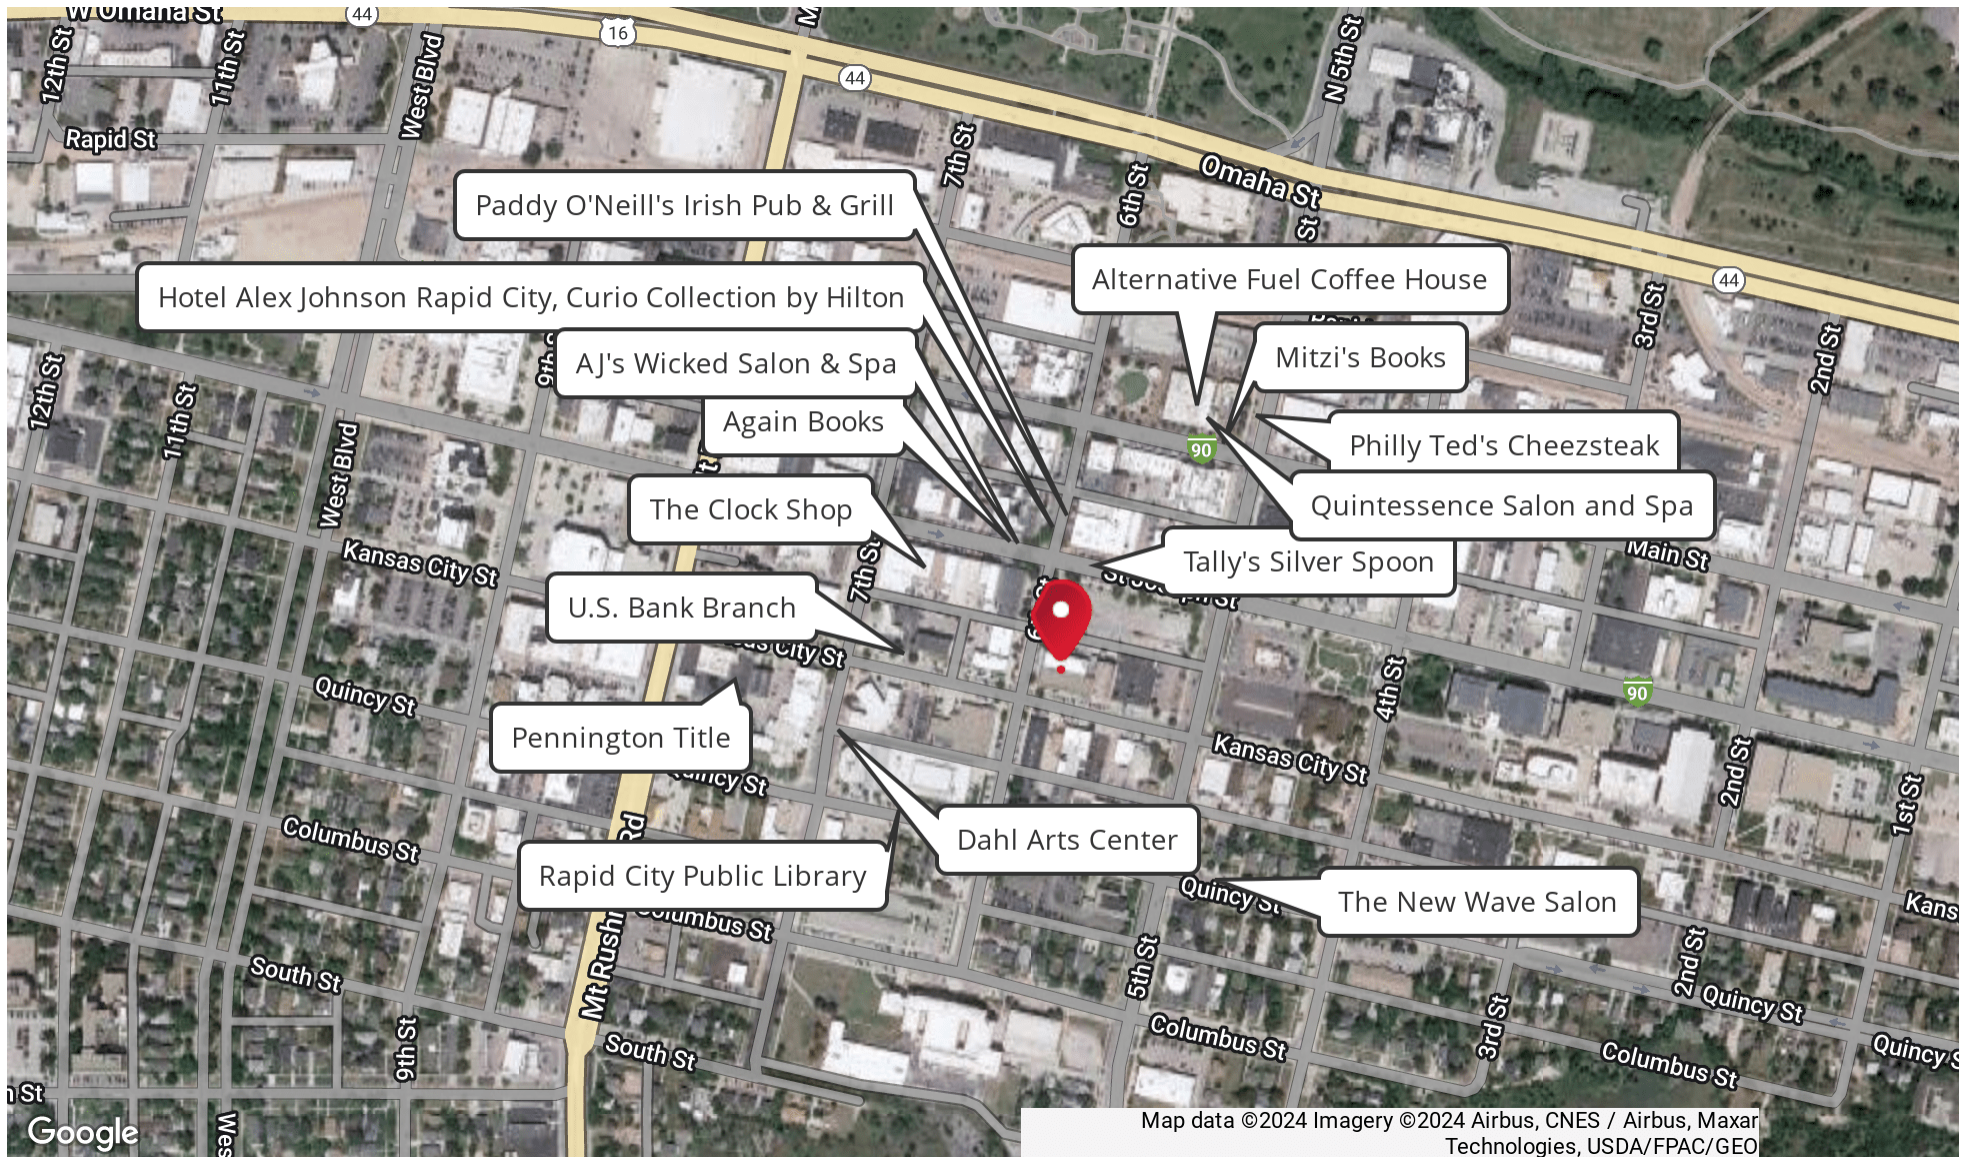 W Omaha St
44
16
44
12th St
11th St
West Blvd
N 5th St
Rapid St
7th St
6th St
Omaha St
St
Paddy O'Neill's Irish Pub & Grill
Alternative Fuel Coffee House
44
Hotel Alex Johnson Rapid City, Curio Collection by Hilton
3rd St
Mitzi's Books
AJ's Wicked Salon & Spa
2nd St
12th St
11th St
Again Books
90
Philly Ted's Cheezsteak
West Blvd
The Clock Shop
Quintessence Salon and Spa
Kansas City St
7th St
Tally's Silver Spoon
Main St
U.S. Bank Branch
City St
90
Quincy St
4th St
Pennington Title
Kansas City St
2nd St
1st St
Columbus St
Dahl Arts Center
Rapid City Public Library
Quincy St
The New Wave Salon
Columbus St
South St
Mt Rushm
5th St
2nd St
Quincy St
9th St
South St
Columbus St
3rd St
Quincy S
Columbus St
Google
Map data ©2024 Imagery ©2024 Airbus, CNES / Airbus, Maxar
Technologies, USDA/FPAC/GEO